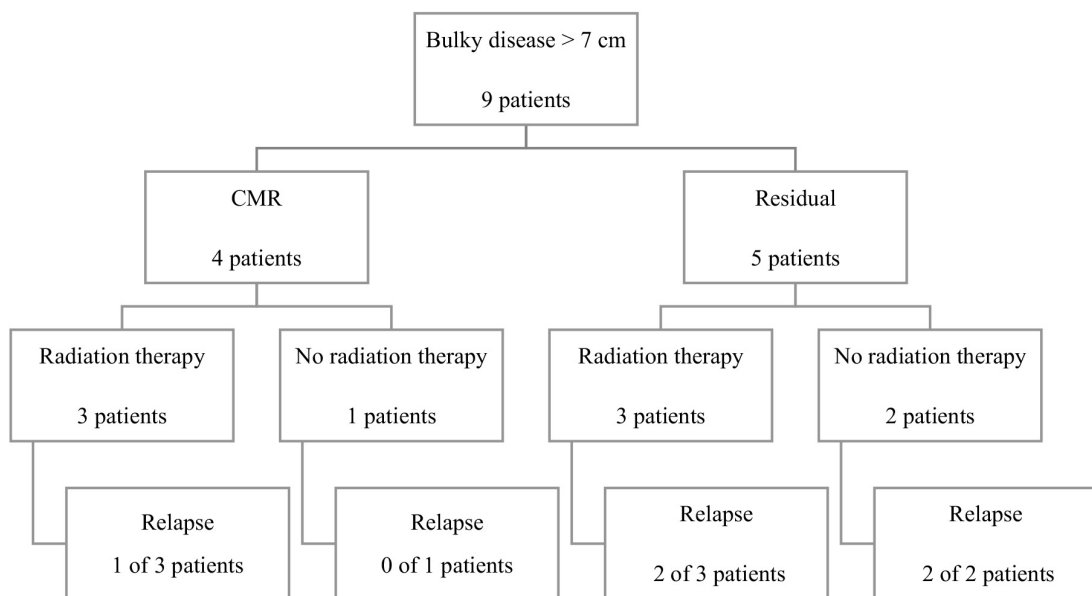 Bulky disease > 7 cm
9 patients
CMR
4 patients
Residual
5 patients
Radiation therapy
3 patients
No radiation therapy
1 patients
Radiation therapy
3 patients
No radiation therapy
2 patients
Relapse
1 of 3 patients
Relapse
0 of 1 patients
Relapse
2 of 3 patients
Relapse
2 of 2 patients